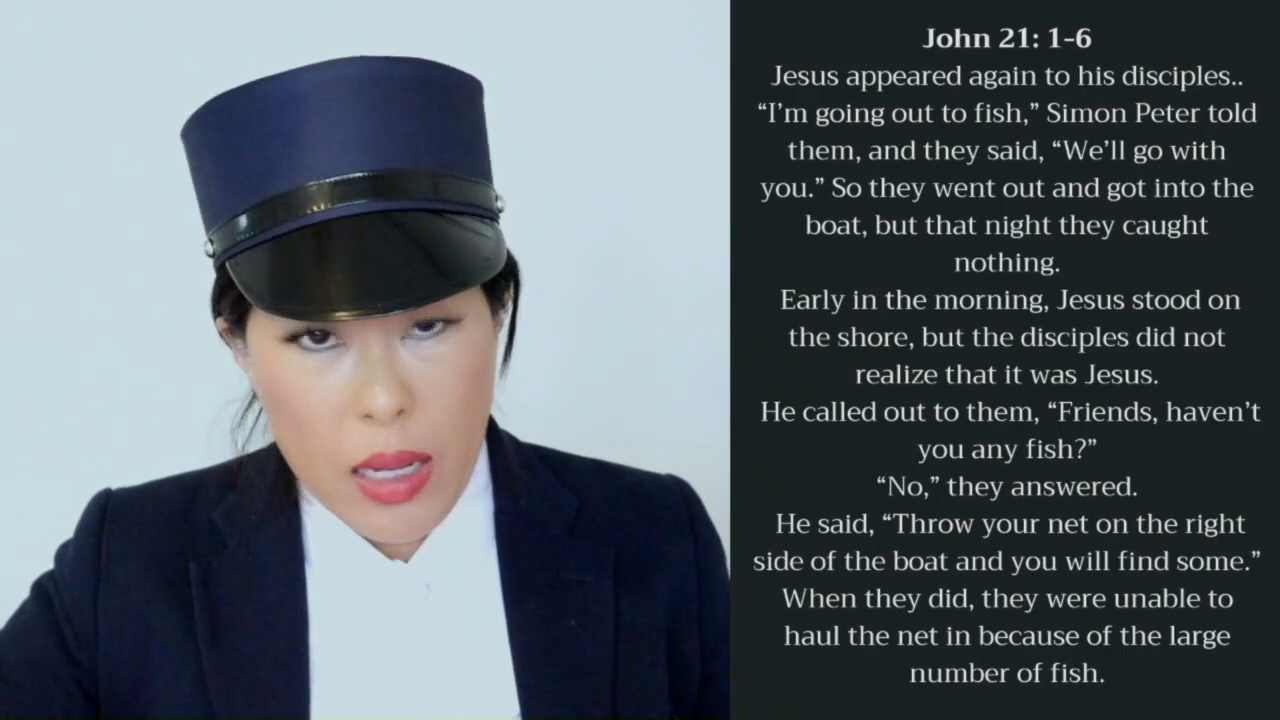 John 21: 1-6
Jesus appeared again to his disciples..
“I’m going out to fish,” Simon Peter told
them, and they said, “We’ll go with
you.” So they went out and got into the
boat, but that night they caught
nothing.
Early in the morning, Jesus stood on
the shore, but the disciples did not
realize that it was Jesus.
He called out to them, “Friends, haven’t
you any fish?”
“No,” they answered.
He said, “Throw your net on the right
side of the boat and you will find some.”
When they did, they were unable to
haul the net in because of the large
number of fish.